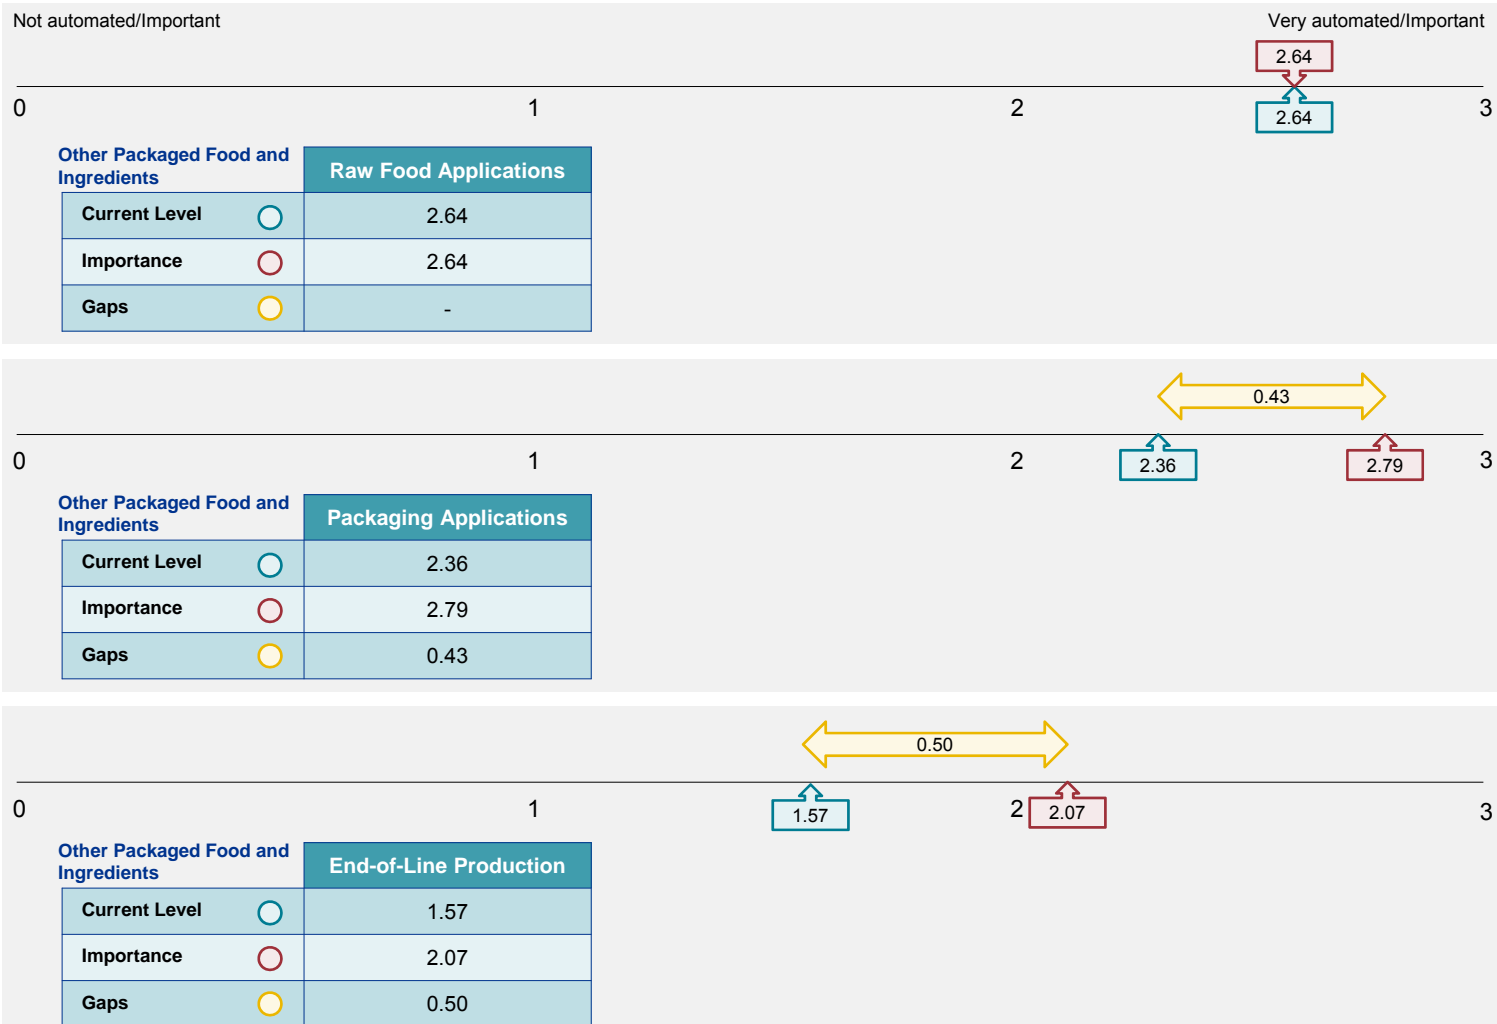 Not automated/Important
Very automated/Important
2.64
0
1
2
3
2.64
Other Packaged Food and
Ingredients
Raw Food Applications
Current Level
2.64
Importance
2.64
Gaps
-
0.43
0
1
2
2.36
2.79
3
Other Packaged Food and
Ingredients
Packaging Applications
Current Level
2.36
Importance
2.79
Gaps
0.43
0.50
0
1
1.57
2
2.07
3
Other Packaged Food and
Ingredients
End-of-Line Production
Current Level
1.57
Importance
2.07
Gaps
0.50